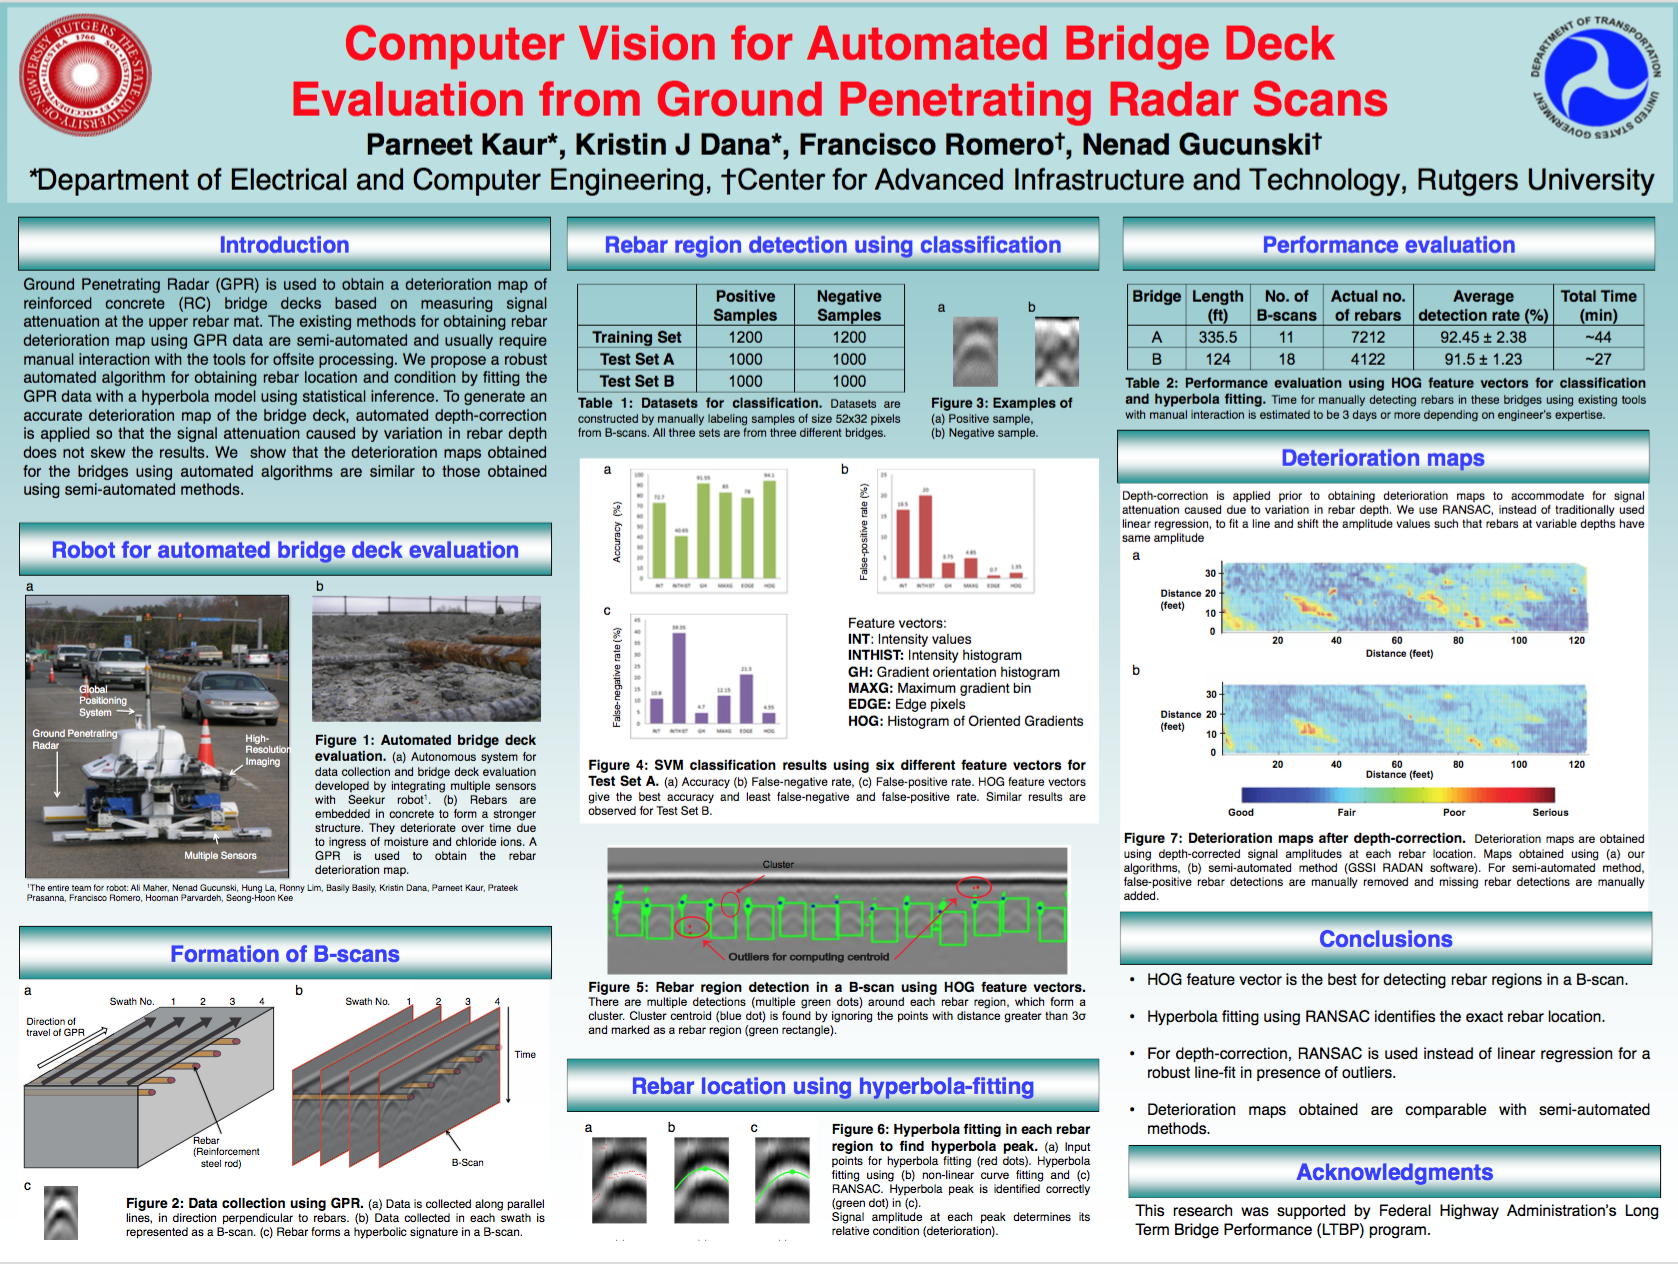 Computer Vision for Automated Bridge Deck
Evaluation from Ground Penetrating Radar Scans
Parneet Kaur*, Kristin J Dana*, Francisco Romero†, Nenad Gucunski†
*Department of Electrical and Computer Engineering, †Center for Advanced Infrastructure and Technology, Rutgers University
Introduction
Ground Penetrating Radar (GPR) is used to obtain a deterioration map of
reinforced concrete (RC) bridge decks based on measuring signal
attenuation at the upper rebar mat. The existing methods for obtaining rebar
deterioration map using GPR data are semi-automated and usually require
manual interaction with the tools for offsite processing. We propose a robust
automated algorithm for obtaining rebar location and condition by fitting the
GPR data with a hyperbola model using statistical inference. To generate an
accurate deterioration map of the bridge deck, automated depth-correction
is applied so that the signal attenuation caused by variation in rebar depth
does not skew the results. We show that the deterioration maps obtained
for the bridges using automated algorithms are similar to those obtained
using semi-automated methods.
Robot for automated bridge deck evaluation
a
b
Global
Positioning
System
Ground Penetrating
Radar
High-
Resolution
Imaging
Multiple Sensors
Figure 1: Automated bridge deck
evaluation. (a) Autonomous system for
data collection and bridge deck evaluation
developed by integrating multiple sensors
with Seekur robot¹. (b) Rebars are
embedded in concrete to form a stronger
structure. They deteriorate over time due
to ingress of moisture and chloride ions. A
GPR is used to obtain the rebar
deterioration map.
¹The entire team for robot: Ali Maher, Nenad Gucunski, Hung La, Ronny Lim, Basily Basily, Kristin Dana, Parneet Kaur, Prateek
Prasanna, Francisco Romero, Hooman Parvardeh, Seong-Hoon Kee
Formation of B-scans
a
Swath No. 1 2 3 4
Direction of
travel of GPR
Rebar
(Reinforcement
steel rod)
b
Swath No. 1 2 3 4
Time
B-Scan
c
Figure 2: Data collection using GPR. (a) Data is collected along parallel
lines, in direction perpendicular to rebars. (b) Data collected in each swath is
represented as a B-scan. (c) Rebar forms a hyperbolic signature in a B-scan.
Rebar region detection using classification
Positive Samples Negative Samples
Training Set 1200 1200
Test Set A 1000 1000
Test Set B 1000 1000
Table 1: Datasets for classification. Datasets are
constructed by manually labeling samples of size 52x32 pixels
from B-scans. All three sets are from three different bridges.
a
b
Figure 3: Examples of
(a) Positive sample,
(b) Negative sample.
a
Accuracy (%)
100
90
80
70
60
50
40
30
20
10
0
72.7 40.65 91.55 83 78 94.1
INT INTHIST GH MAXG EDGE HOG
b
False-positive rate (%)
25
20
15
10
5
0
16.5 20 3.75 4.85 0.7 1.35
INT INTHIST GH MAXG EDGE HOG
c
False-negative rate (%)
45
40
35
30
25
20
15
10
5
0
10.8 39.35 4.7 12.15 21.3 4.55
INT INTHIST GH MAXG EDGE HOG
Feature vectors:
INT: Intensity values
INTHIST: Intensity histogram
GH: Gradient orientation histogram
MAXG: Maximum gradient bin
EDGE: Edge pixels
HOG: Histogram of Oriented Gradients
Figure 4: SVM classification results using six different feature vectors for
Test Set A. (a) Accuracy (b) False-negative rate, (c) False-positive rate. HOG feature vectors
give the best accuracy and least false-negative and false-positive rate. Similar results are
observed for Test Set B.
Cluster
Outliers for computing centroid
Figure 5: Rebar region detection in a B-scan using HOG feature vectors.
There are multiple detections (multiple green dots) around each rebar region, which form a
cluster. Cluster centroid (blue dot) is found by ignoring the points with distance greater than 3σ
and marked as a rebar region (green rectangle).
Rebar location using hyperbola-fitting
a
b
c
Figure 6: Hyperbola fitting in each rebar
region to find hyperbola peak. (a) Input
points for hyperbola fitting (red dots). Hyperbola
fitting using (b) non-linear curve fitting and (c)
RANSAC. Hyperbola peak is identified correctly
(green dot) in (c).
Signal amplitude at each peak determines its
relative condition (deterioration).
Performance evaluation
Bridge Length (ft) No. of B-scans Actual no. of rebars Average detection rate (%) Total Time (min)
A 335.5 11 7212 92.45 ± 2.38 ~44
B 124 18 4122 91.5 ± 1.23 ~27
Table 2: Performance evaluation using HOG feature vectors for classification
and hyperbola fitting. Time for manually detecting rebars in these bridges using existing tools
with manual interaction is estimated to be 3 days or more depending on engineer's expertise.
Deterioration maps
Depth-correction is applied prior to obtaining deterioration maps to accommodate for signal
attenuation caused due to variation in rebar depth. We use RANSAC, instead of traditionally used
linear regression, to fit a line and shift the amplitude values such that rebars at variable depths have
same amplitude
a
Distance
(feet)
30
20
10
0
20 40 60 80 100 120
Distance (feet)
b
Distance
(feet)
30
20
10
0
20 40 60 80 100 120
Distance (feet)
Good Fair Poor Serious
Figure 7: Deterioration maps after depth-correction. Deterioration maps are obtained
using depth-corrected signal amplitudes at each rebar location. Maps obtained using (a) our
algorithms, (b) semi-automated method (GSSI RADAN software). For semi-automated method,
false-positive rebar detections are manually removed and missing rebar detections are manually
added.
Conclusions
• HOG feature vector is the best for detecting rebar regions in a B-scan.
• Hyperbola fitting using RANSAC identifies the exact rebar location.
• For depth-correction, RANSAC is used instead of linear regression for a
robust line-fit in presence of outliers.
• Deterioration maps obtained are comparable with semi-automated
methods.
Acknowledgments
This research was supported by Federal Highway Administration's Long
Term Bridge Performance (LTBP) program.
DEPARTMENT OF TRANSPORTATION
UNITED STATES GOVERNMENT